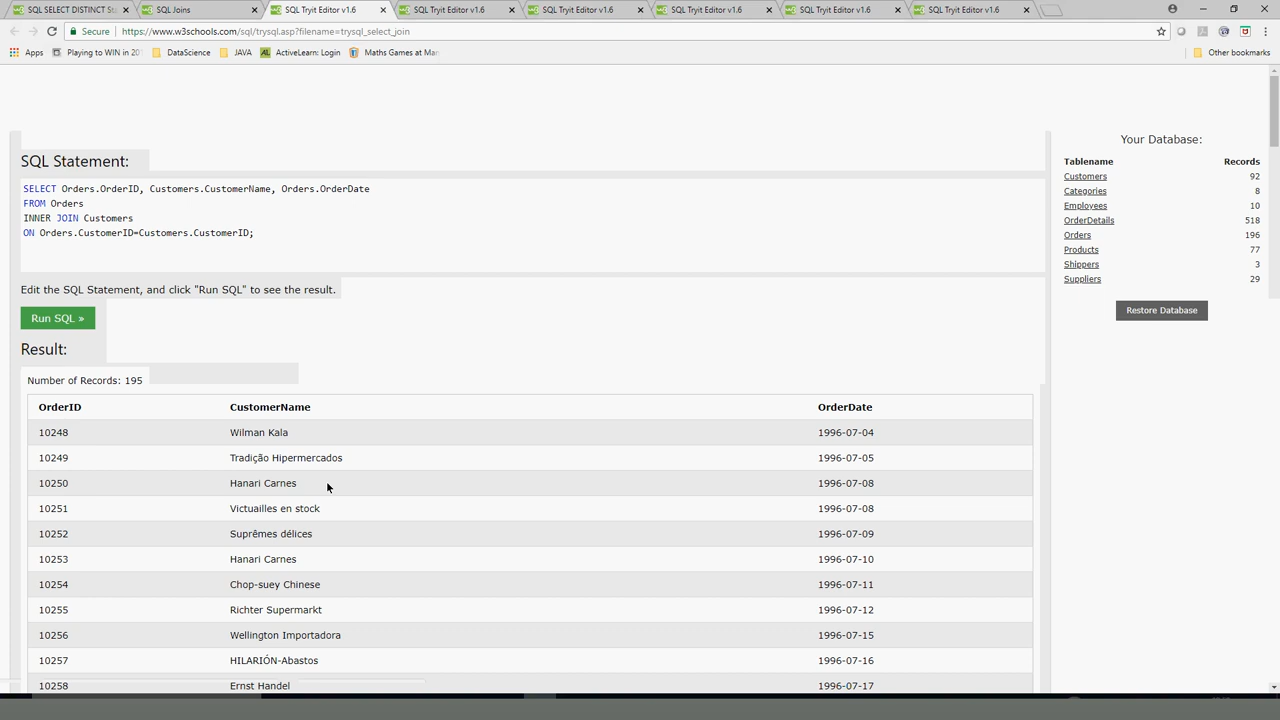 SQL SELECT DISTINCT St
SQL Joins
SQL Tryit Editor v1.6
SQL Tryit Editor v1.6
SQL Tryit Editor v1.6
SQL Tryit Editor v1.6
SQL Tryit Editor v1.6
SQL Tryit Editor v1.6
Secure
https://www.w3schools.com/sql/trysql.asp?filename=trysql_select_join
Apps
Playing to WIN in 20
DataScience
JAVA
AL
ActiveLearn: Login
Maths Games at Ma
Other bookmarks
SQL Statement:
SELECT Orders.OrderID, Customers.CustomerName, Orders.OrderDate
FROM Orders
INNER JOIN Customers
ON Orders.CustomerID=Customers.CustomerID;
Edit the SQL Statement, and click "Run SQL" to see the result.
Run SQL »
Result:
Number of Records: 195
OrderID CustomerName OrderDate
10248 Wilman Kala 1996-07-04
10249 Tradição Hipermercados 1996-07-05
10250 Hanari Carnes 1996-07-08
10251 Victuailles en stock 1996-07-08
10252 Suprêmes délices 1996-07-09
10253 Hanari Carnes 1996-07-10
10254 Chop-suey Chinese 1996-07-11
10255 Richter Supermarkt 1996-07-12
10256 Wellington Importadora 1996-07-15
10257 HILARIÓN-Abastos 1996-07-16
10258 Ernst Handel 1996-07-17
Your Database:
Tablename Records
Customers 92
Categories 8
Employees 10
OrderDetails 518
Orders 196
Products 77
Shippers 3
Suppliers 29
Restore Database